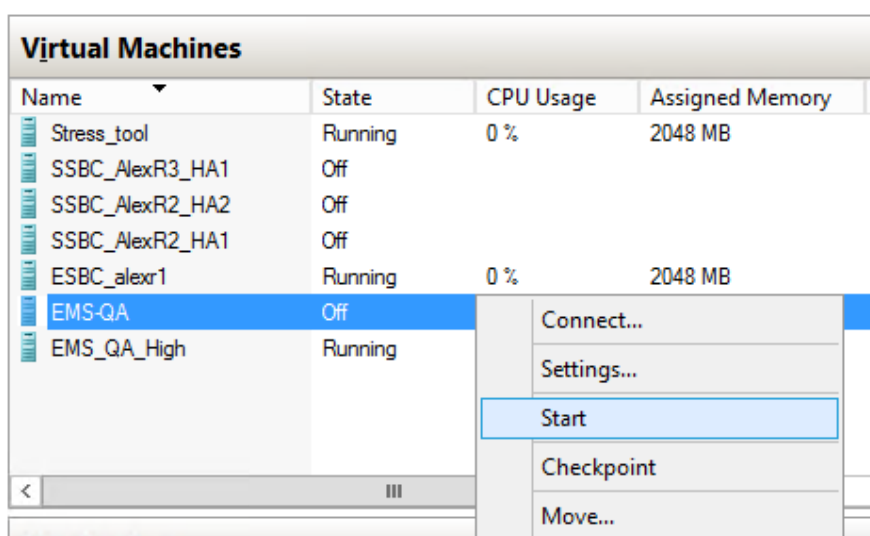 Virtual Machines
Name State CPU Usage Assigned Memory
Stress_tool Running 0 % 2048 MB
SSBC_AlexR3_HA1 Off
SSBC_AlexR2_HA2 Off
SSBC_AlexR2_HA1 Off
ESBC_alexr1 Running 0 % 2048 MB
EMS-QA Off
Connect...
EMS_QA_High Running
Settings...
Start
Checkpoint
Move...